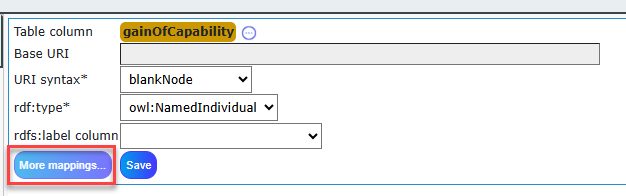 Table column gainOfCapability
Base URI
URI syntax* blankNode
rdf:type* owl:NamedIndividual
rdfs:label column
More mappings... Save